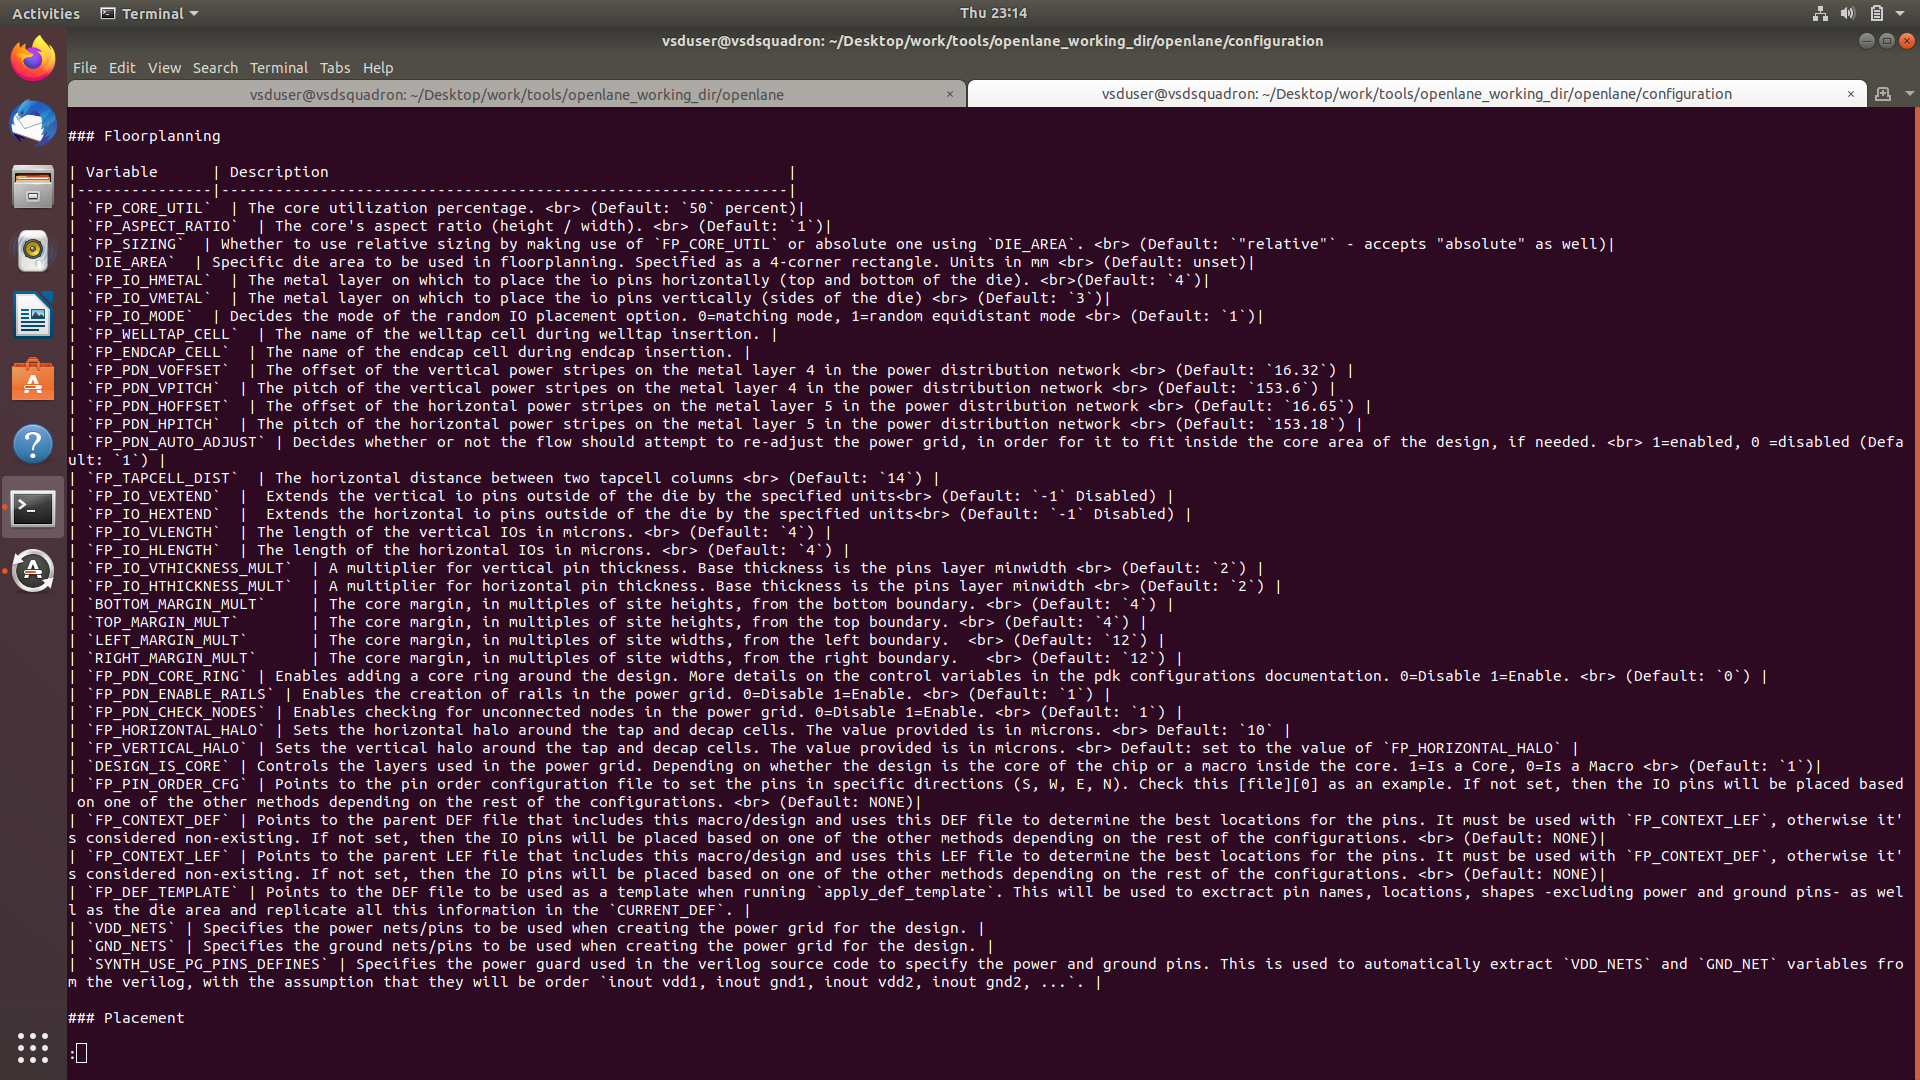 Activities
Terminal
Thu 23:14
vsduser@vsdsquadron: ~/Desktop/work/tools/openlane_working_dir/openlane/configuration
File Edit View Search Terminal Tabs Help
vsduser@vsdsquadron: ~/Desktop/work/tools/openlane_working_dir/openlane ×
vsduser@vsdsquadron: ~/Desktop/work/tools/openlane_working_dir/openlane/configuration ×
### Floorplanning
| Variable      | Description                                                   |
|---------------|---------------------------------------------------------------|
| `FP_CORE_UTIL`  | The core utilization percentage. <br> (Default: `50` percent)|
| `FP_ASPECT_RATIO`  | The core's aspect ratio (height / width). <br> (Default: `1`)|
| `FP_SIZING`  | Whether to use relative sizing by making use of `FP_CORE_UTIL` or absolute one using `DIE_AREA`. <br> (Default: `"relative"` - accepts "absolute" as well)|
| `DIE_AREA`  | Specific die area to be used in floorplanning. Specified as a 4-corner rectangle. Units in mm <br> (Default: unset)|
| `FP_IO_HMETAL`  | The metal layer on which to place the io pins horizontally (top and bottom of the die). <br>(Default: `4`)|
| `FP_IO_VMETAL`  | The metal layer on which to place the io pins vertically (sides of the die) <br> (Default: `3`)|
| `FP_IO_MODE`  | Decides the mode of the random IO placement option. 0=matching mode, 1=random equidistant mode <br> (Default: `1`)|
| `FP_WELLTAP_CELL`  | The name of the welltap cell during welltap insertion. |
| `FP_ENDCAP_CELL`  | The name of the endcap cell during endcap insertion. |
| `FP_PDN_VOFFSET`  | The offset of the vertical power stripes on the metal layer 4 in the power distribution network <br> (Default: `16.32`) |
| `FP_PDN_VPITCH`  | The pitch of the vertical power stripes on the metal layer 4 in the power distribution network <br> (Default: `153.6`) |
| `FP_PDN_HOFFSET`  | The offset of the horizontal power stripes on the metal layer 5 in the power distribution network <br> (Default: `16.65`) |
| `FP_PDN_HPITCH`  | The pitch of the horizontal power stripes on the metal layer 5 in the power distribution network <br> (Default: `153.18`) |
| `FP_PDN_AUTO_ADJUST` | Decides whether or not the flow should attempt to re-adjust the power grid, in order for it to fit inside the core area of the design, if needed. <br> 1=enabled, 0 =disabled (Defa
ult: `1`) |
| `FP_TAPCELL_DIST`  | The horizontal distance between two tapcell columns <br> (Default: `14`) |
| `FP_IO_VEXTEND`  |  Extends the vertical io pins outside of the die by the specified units<br> (Default: `-1` Disabled) |
| `FP_IO_HEXTEND`  |  Extends the horizontal io pins outside of the die by the specified units<br> (Default: `-1` Disabled) |
| `FP_IO_VLENGTH`  | The length of the vertical IOs in microns. <br> (Default: `4`) |
| `FP_IO_HLENGTH`  | The length of the horizontal IOs in microns. <br> (Default: `4`) |
| `FP_IO_VTHICKNESS_MULT`  | A multiplier for vertical pin thickness. Base thickness is the pins layer minwidth <br> (Default: `2`) |
| `FP_IO_HTHICKNESS_MULT`  | A multiplier for horizontal pin thickness. Base thickness is the pins layer minwidth <br> (Default: `2`) |
| `BOTTOM_MARGIN_MULT`     | The core margin, in multiples of site heights, from the bottom boundary. <br> (Default: `4`) |
| `TOP_MARGIN_MULT`        | The core margin, in multiples of site heights, from the top boundary. <br> (Default: `4`) |
| `LEFT_MARGIN_MULT`       | The core margin, in multiples of site widths, from the left boundary.  <br> (Default: `12`) |
| `RIGHT_MARGIN_MULT`      | The core margin, in multiples of site widths, from the right boundary.   <br> (Default: `12`) |
| `FP_PDN_CORE_RING` | Enables adding a core ring around the design. More details on the control variables in the pdk configurations documentation. 0=Disable 1=Enable. <br> (Default: `0`) |
| `FP_PDN_ENABLE_RAILS` | Enables the creation of rails in the power grid. 0=Disable 1=Enable. <br> (Default: `1`) |
| `FP_PDN_CHECK_NODES` | Enables checking for unconnected nodes in the power grid. 0=Disable 1=Enable. <br> (Default: `1`) |
| `FP_HORIZONTAL_HALO` | Sets the horizontal halo around the tap and decap cells. The value provided is in microns. <br> Default: `10` |
| `FP_VERTICAL_HALO` | Sets the vertical halo around the tap and decap cells. The value provided is in microns. <br> Default: set to the value of `FP_HORIZONTAL_HALO` |
| `DESIGN_IS_CORE` | Controls the layers used in the power grid. Depending on whether the design is the core of the chip or a macro inside the core. 1=Is a Core, 0=Is a Macro <br> (Default: `1`)|
| `FP_PIN_ORDER_CFG` | Points to the pin order configuration file to set the pins in specific directions (S, W, E, N). Check this [file][0] as an example. If not set, then the IO pins will be placed based
 on one of the other methods depending on the rest of the configurations. <br> (Default: NONE)|
| `FP_CONTEXT_DEF` | Points to the parent DEF file that includes this macro/design and uses this DEF file to determine the best locations for the pins. It must be used with `FP_CONTEXT_LEF`, otherwise it'
s considered non-existing. If not set, then the IO pins will be placed based on one of the other methods depending on the rest of the configurations. <br> (Default: NONE)|
| `FP_CONTEXT_LEF` | Points to the parent LEF file that includes this macro/design and uses this LEF file to determine the best locations for the pins. It must be used with `FP_CONTEXT_DEF`, otherwise it'
s considered non-existing. If not set, then the IO pins will be placed based on one of the other methods depending on the rest of the configurations. <br> (Default: NONE)|
| `FP_DEF_TEMPLATE` | Points to the DEF file to be used as a template when running `apply_def_template`. This will be used to exctract pin names, locations, shapes -excluding power and ground pins- as wel
l as the die area and replicate all this information in the `CURRENT_DEF`. |
| `VDD_NETS` | Specifies the power nets/pins to be used when creating the power grid for the design. |
| `GND_NETS` | Specifies the ground nets/pins to be used when creating the power grid for the design. |
| `SYNTH_USE_PG_PINS_DEFINES` | Specifies the power guard used in the verilog source code to specify the power and ground pins. This is used to automatically extract `VDD_NETS` and `GND_NET` variables fro
m the verilog, with the assumption that they will be order `inout vdd1, inout gnd1, inout vdd2, inout gnd2, ...`. |
### Placement
: